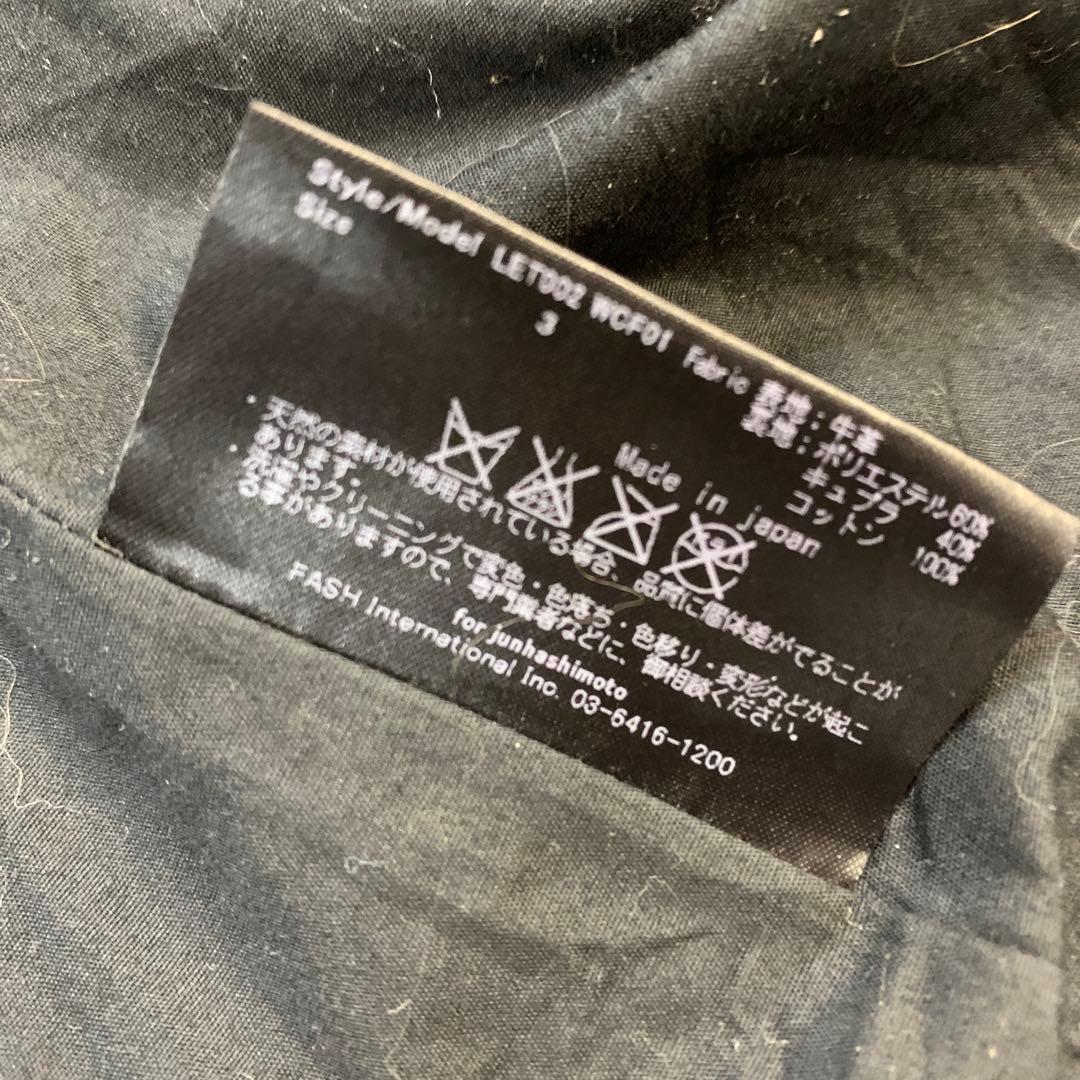 Style/Model LET002 WCF01 Fabric 表地：牛革
Size 3 裏地：ポリエステル60%
キュプラ 40%
コットン 100%
Made in japan
・天然の素材が使用されている場合、品質に個体差がでることが
あります。
・洗濯やクリーニングで変色・色落ち・色移り・変形などが起こ
る事がありますので、専門業者などに、御相談ください。
for junhashimoto
FASH International Inc. 03-6416-1200